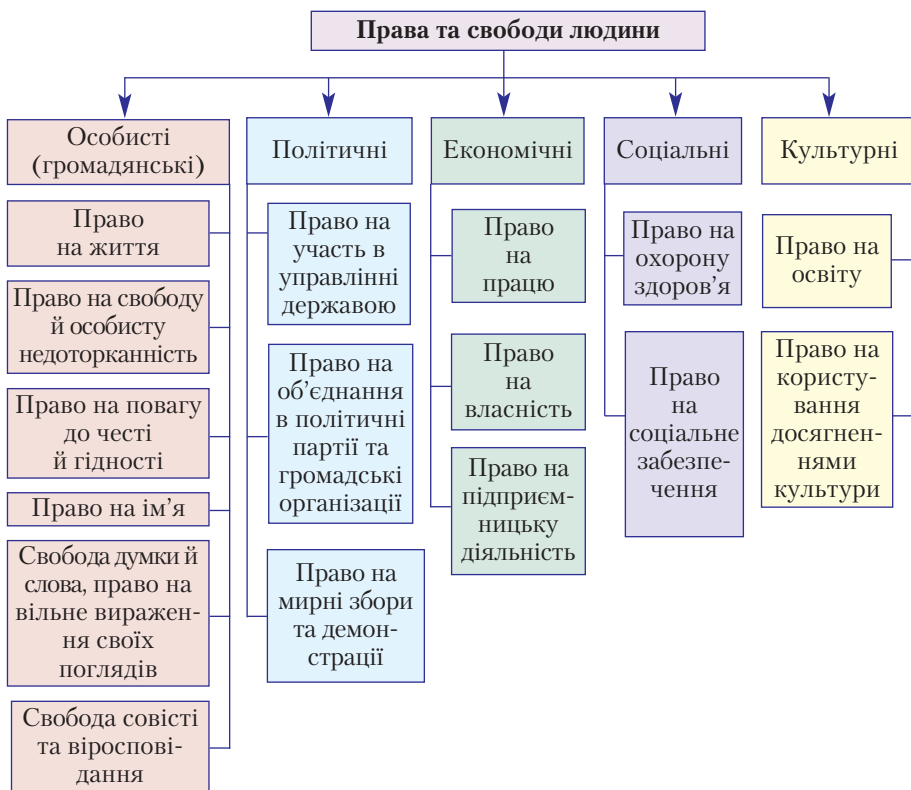 Права та свободи людини
Особисті
(громадянські)
Право
на життя
Право на свободу
й особисту
недоторканність
Право на повагу
до честі
й гідності
Право на ім’я
Свобода думки й
слова, право на
вільне виражен-
ня своїх
поглядів
Свобода совісті
та віросповi-
дання
Політичні
Право на
участь в
управлінні
державою
Право на
об’єднання
в політичні
партії та
громадські
організації
Право на
мирні збори
та демон-
страції
Економічні
Право
на
працю
Право
на
власність
Право на
підприєм-
ницьку
діяльність
Соціальні
Право на
охорону
здоров’я
Право
на
соціальне
забезпе-
чення
Культурні
Право на
освіту
Право на
користу-
вання
досягнен-
нями
культури